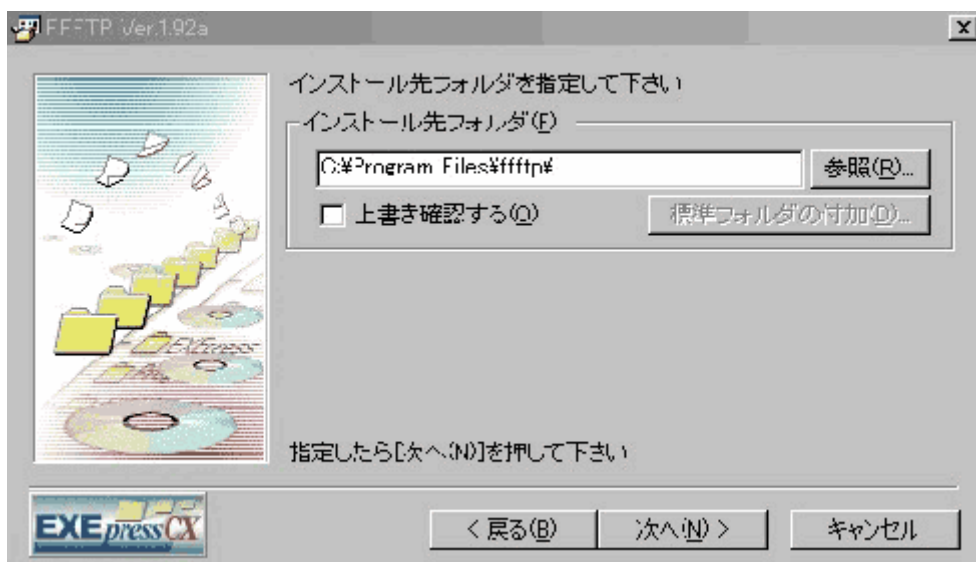 FFFTP Ver.1.92a
インストール先フォルダを指定して下さい
インストール先フォルダ(F)
C:¥Program Files¥ffftp¥
参照(R)...
上書き確認する(O)
標準フォルダの付加(D)...
EXEpress
指定したら[次へ(N)]を押して下さい
EXEpressCX
< 戻る(B)
次へ(N) >
キャンセル